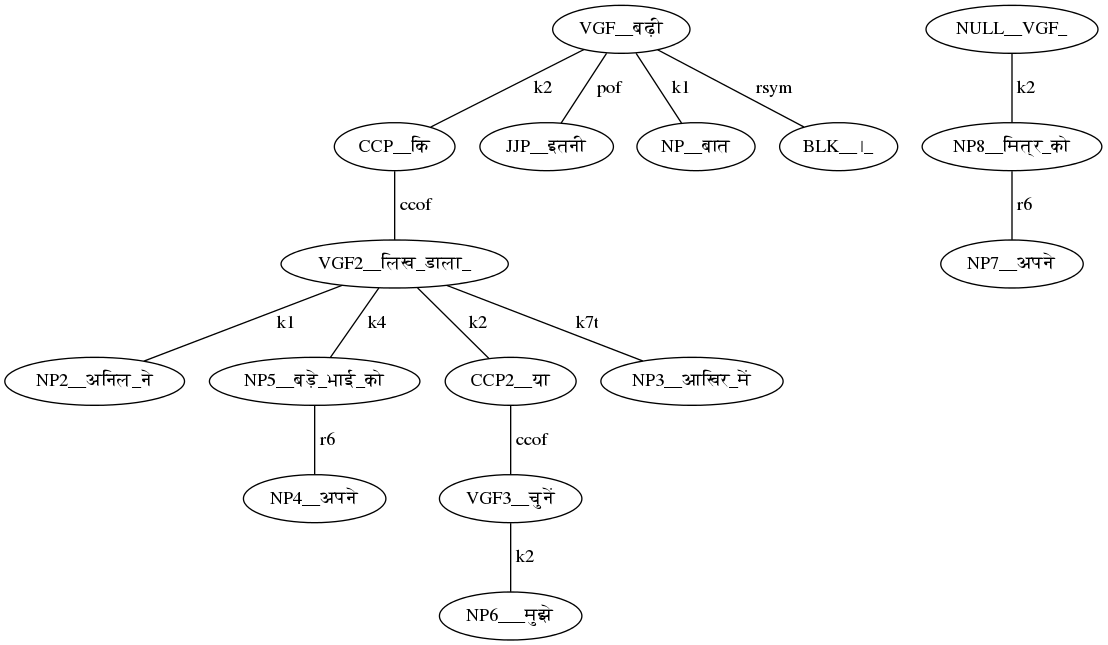 VGF__बढ़ी NULL__VGF_
k2 pof k1 rsym k2
CCP__कि JJP__इतनी NP__बात BLK__।_ NP8__मित्र_को
ccof r6
VGF2__लिख_डाला_ NP7__अपने
k1 k4 k2 k7t
NP2__अनिल_ने NP5__बड़े_भाई_को CCP2__या NP3__आखिर_में
r6 ccof
NP4__अपने VGF3__चुनें
k2
NP6___मुझे